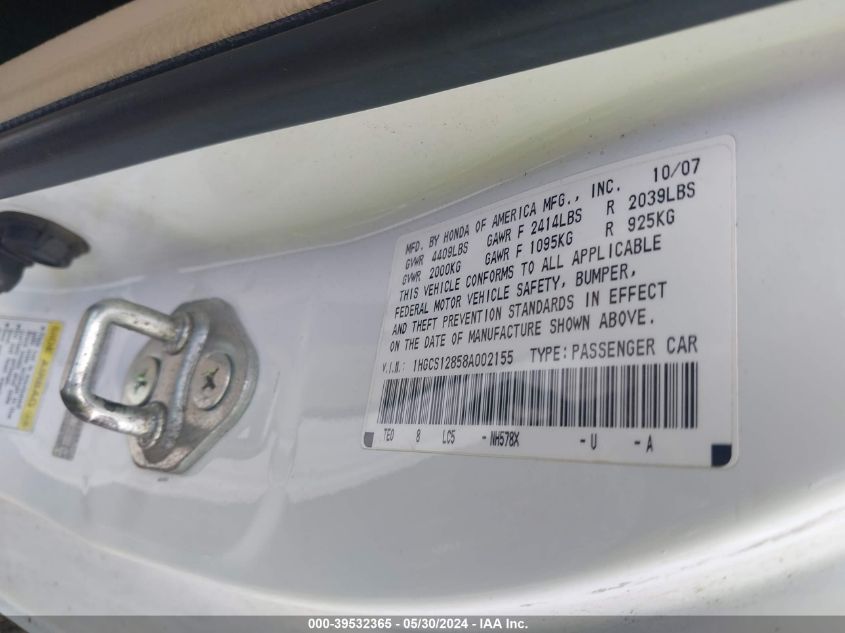 10/07
MFD. BY HONDA OF AMERICA MFG., INC.
GVWR 4409LBS GAWR F 2414LBS R 2039LBS
GVWR 2000KG GAWR F 1095KG R 925KG
THIS VEHICLE CONFORMS TO ALL APPLICABLE
FEDERAL MOTOR VEHICLE SAFETY, BUMPER,
AND THEFT PREVENTION STANDARDS IN EFFECT
ON THE DATE OF MANUFACTURE SHOWN ABOVE.
V.I.N.: 1HGCS12858A002155 TYPE:PASSENGER CAR
TE0 8 LC5 -NH578X -U -A
SIDE AIRBAG
000-39532365 - 05/30/2024 - IAA Inc.